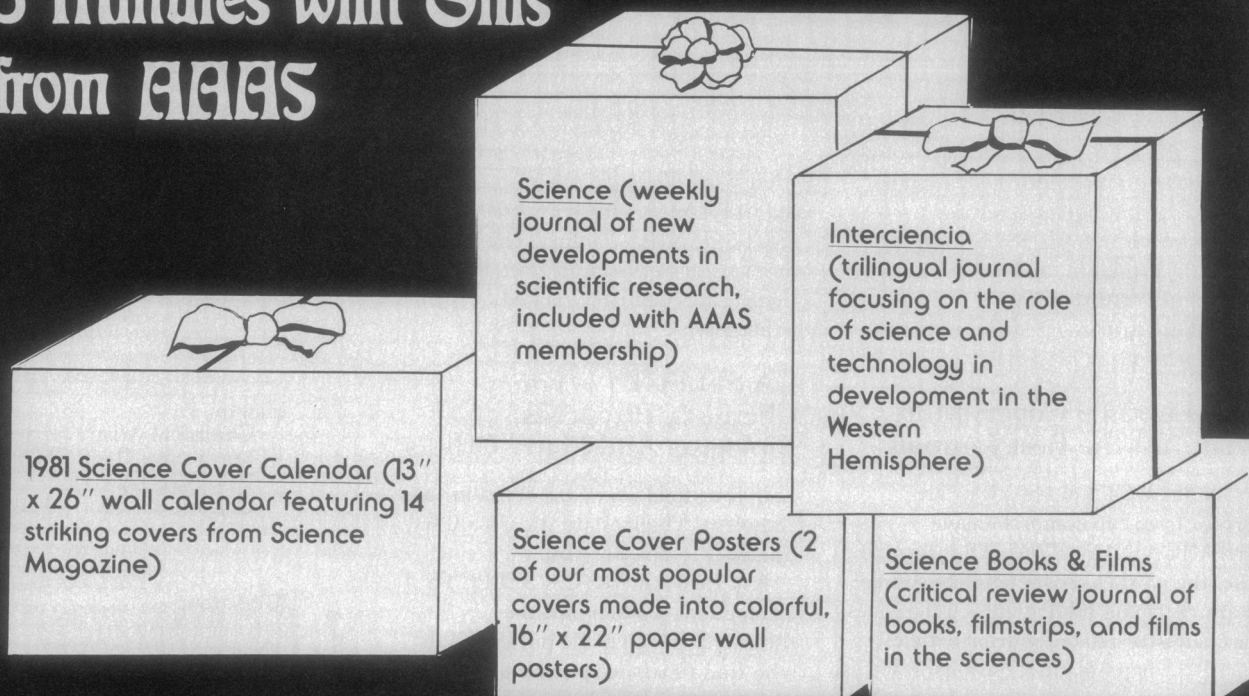 with Gifts
from AAAS
Science (weekly
journal of new
developments in
scientific research,
included with AAAS
membership)
Interciencia
(trilingual journal
focusing on the role
of science and
technology in
development in the
Western
Hemisphere)
1981 Science Cover Calendar (13"
x 26" wall calendar featuring 14
striking covers from Science
Magazine)
Science Cover Posters (2
of our most popular
covers made into colorful,
16" x 22" paper wall
posters)
Science Books & Films
(critical review journal of
books, filmstrips, and films
in the sciences)